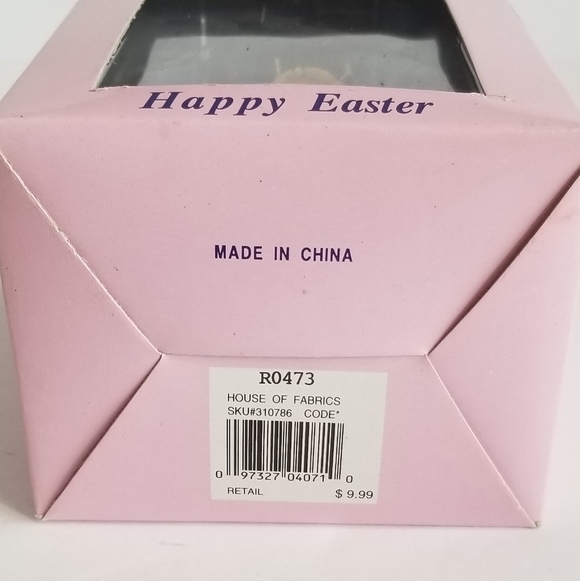 Happy Easter
MADE IN CHINA
R0473
HOUSE OF FABRICS
SKU#310786 CODE*
0 97327 04071 0
RETAIL $ 9.99